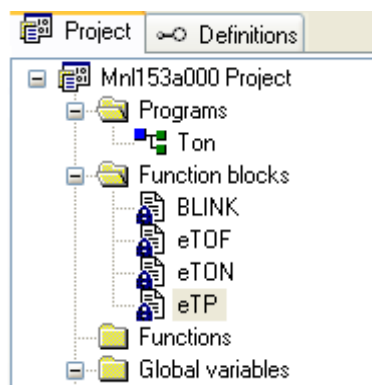 Project Definitions
Mnl153a000 Project
Programs
Ton
Function blocks
BLINK
eTOF
eTON
eTP
Functions
Global variables